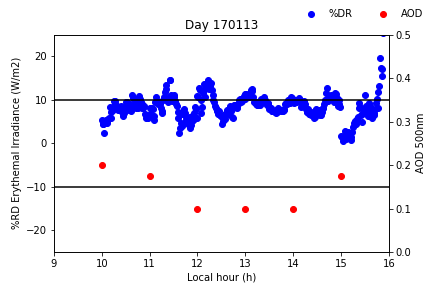 %DR AOD
Day 170113
%RD Erythemal Irradiance (W/m2)
20
10
0
−10
−20
0.5
0.4
0.3
0.2
0.1
0.0
AOD 500nm
9 10 11 12 13 14 15 16
Local hour (h)